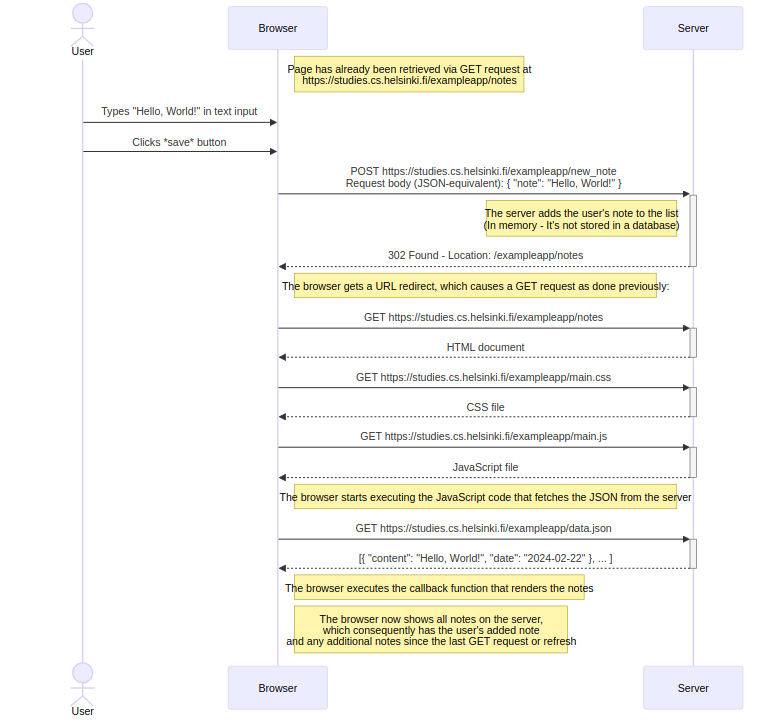 User
Browser
Server
Page has already been retrieved via GET request at
https://studies.cs.helsinki.fi/exampleapp/notes
Types "Hello, World!" in text input
Clicks *save* button
POST https://studies.cs.helsinki.fi/exampleapp/new_note
Request body (JSON-equivalent): { "note": "Hello, World!" }
The server adds the user's note to the list
(In memory - It's not stored in a database)
302 Found - Location: /exampleapp/notes
The browser gets a URL redirect, which causes a GET request as done previously:
GET https://studies.cs.helsinki.fi/exampleapp/notes
HTML document
GET https://studies.cs.helsinki.fi/exampleapp/main.css
CSS file
GET https://studies.cs.helsinki.fi/exampleapp/main.js
JavaScript file
The browser starts executing the JavaScript code that fetches the JSON from the server
GET https://studies.cs.helsinki.fi/exampleapp/data.json
[{ "content": "Hello, World!", "date": "2024-02-22" }, ... ]
The browser executes the callback function that renders the notes
The browser now shows all notes on the server,
which consequently has the user's added note
and any additional notes since the last GET request or refresh
User
Browser
Server